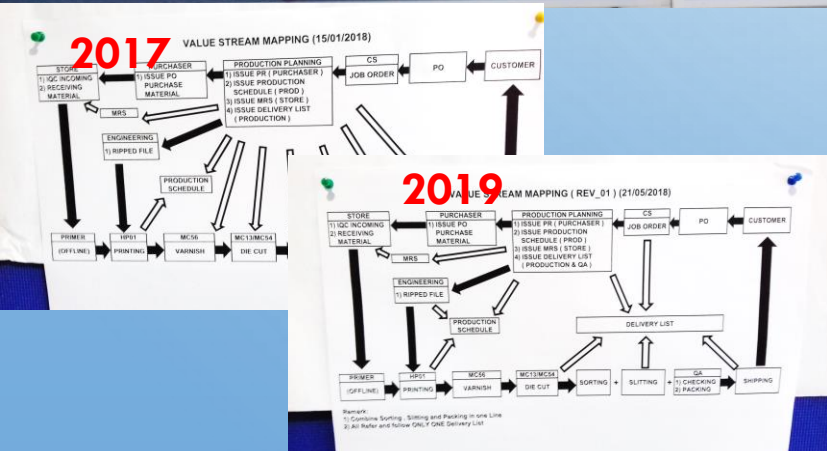 2017
VALUE STREAM MAPPING (15/01/2018)
STORE
1) IQC INCOMING
2) RECEIVING
MATERIAL
PURCHASER
1) ISSUE PO
PURCHASE
MATERIAL
PRODUCTION PLANNING
1) ISSUE PR ( PURCHASER )
2) ISSUE PRODUCTION
SCHEDULE ( PROD )
3) ISSUE MRS ( STORE )
4) ISSUE DELIVERY LIST
( PRODUCTION )
CS
JOB ORDER
PO
CUSTOMER
MRS
ENGINEERING
1) RIPPED FILE
PRODUCTION
SCHEDULE
PRIMER
(OFFLINE)
HP01
PRINTING
MC56
VARNISH
MC13/MC54
DIE CUT
2019
VALUE STREAM MAPPING ( REV_01 ) (21/05/2018)
STORE
1) IQC INCOMING
2) RECEIVING
MATERIAL
PURCHASER
1) ISSUE PO
PURCHASE
MATERIAL
PRODUCTION PLANNING
1) ISSUE PR ( PURCHASER )
2) ISSUE PRODUCTION
SCHEDULE ( PROD )
3) ISSUE MRS ( STORE )
4) ISSUE DELIVERY LIST
( PRODUCTION & QA )
CS
JOB ORDER
PO
CUSTOMER
MRS
ENGINEERING
1) RIPPED FILE
PRODUCTION
SCHEDULE
DELIVERY LIST
PRIMER
(OFFLINE)
HP01
PRINTING
MC56
VARNISH
MC13/MC54
DIE CUT
SORTING
+
SLITTING
+
QA
1) CHECKING
2) PACKING
SHIPPING
Remark:
1) Combine Sorting , Slitting and Packing in one Line
2) All Refer and follow ONLY ONE Delivery List